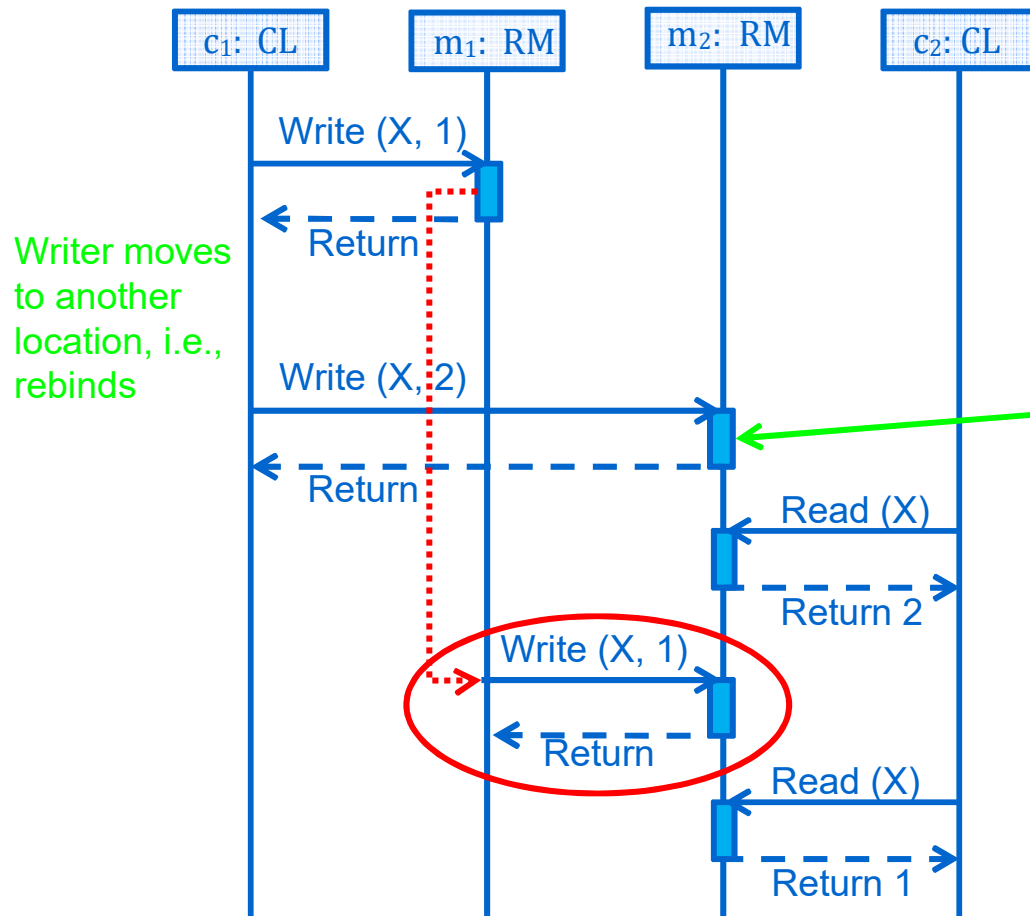 c₁: CL
m₁: RM
m₂: RM
c₂: CL
Write (X, 1)
Return
Writer moves
to another
location, i.e.,
rebinds
Write (X, 2)
Return
Read (X)
Return 2
Write (X, 1)
Return
Read (X)
Return 1